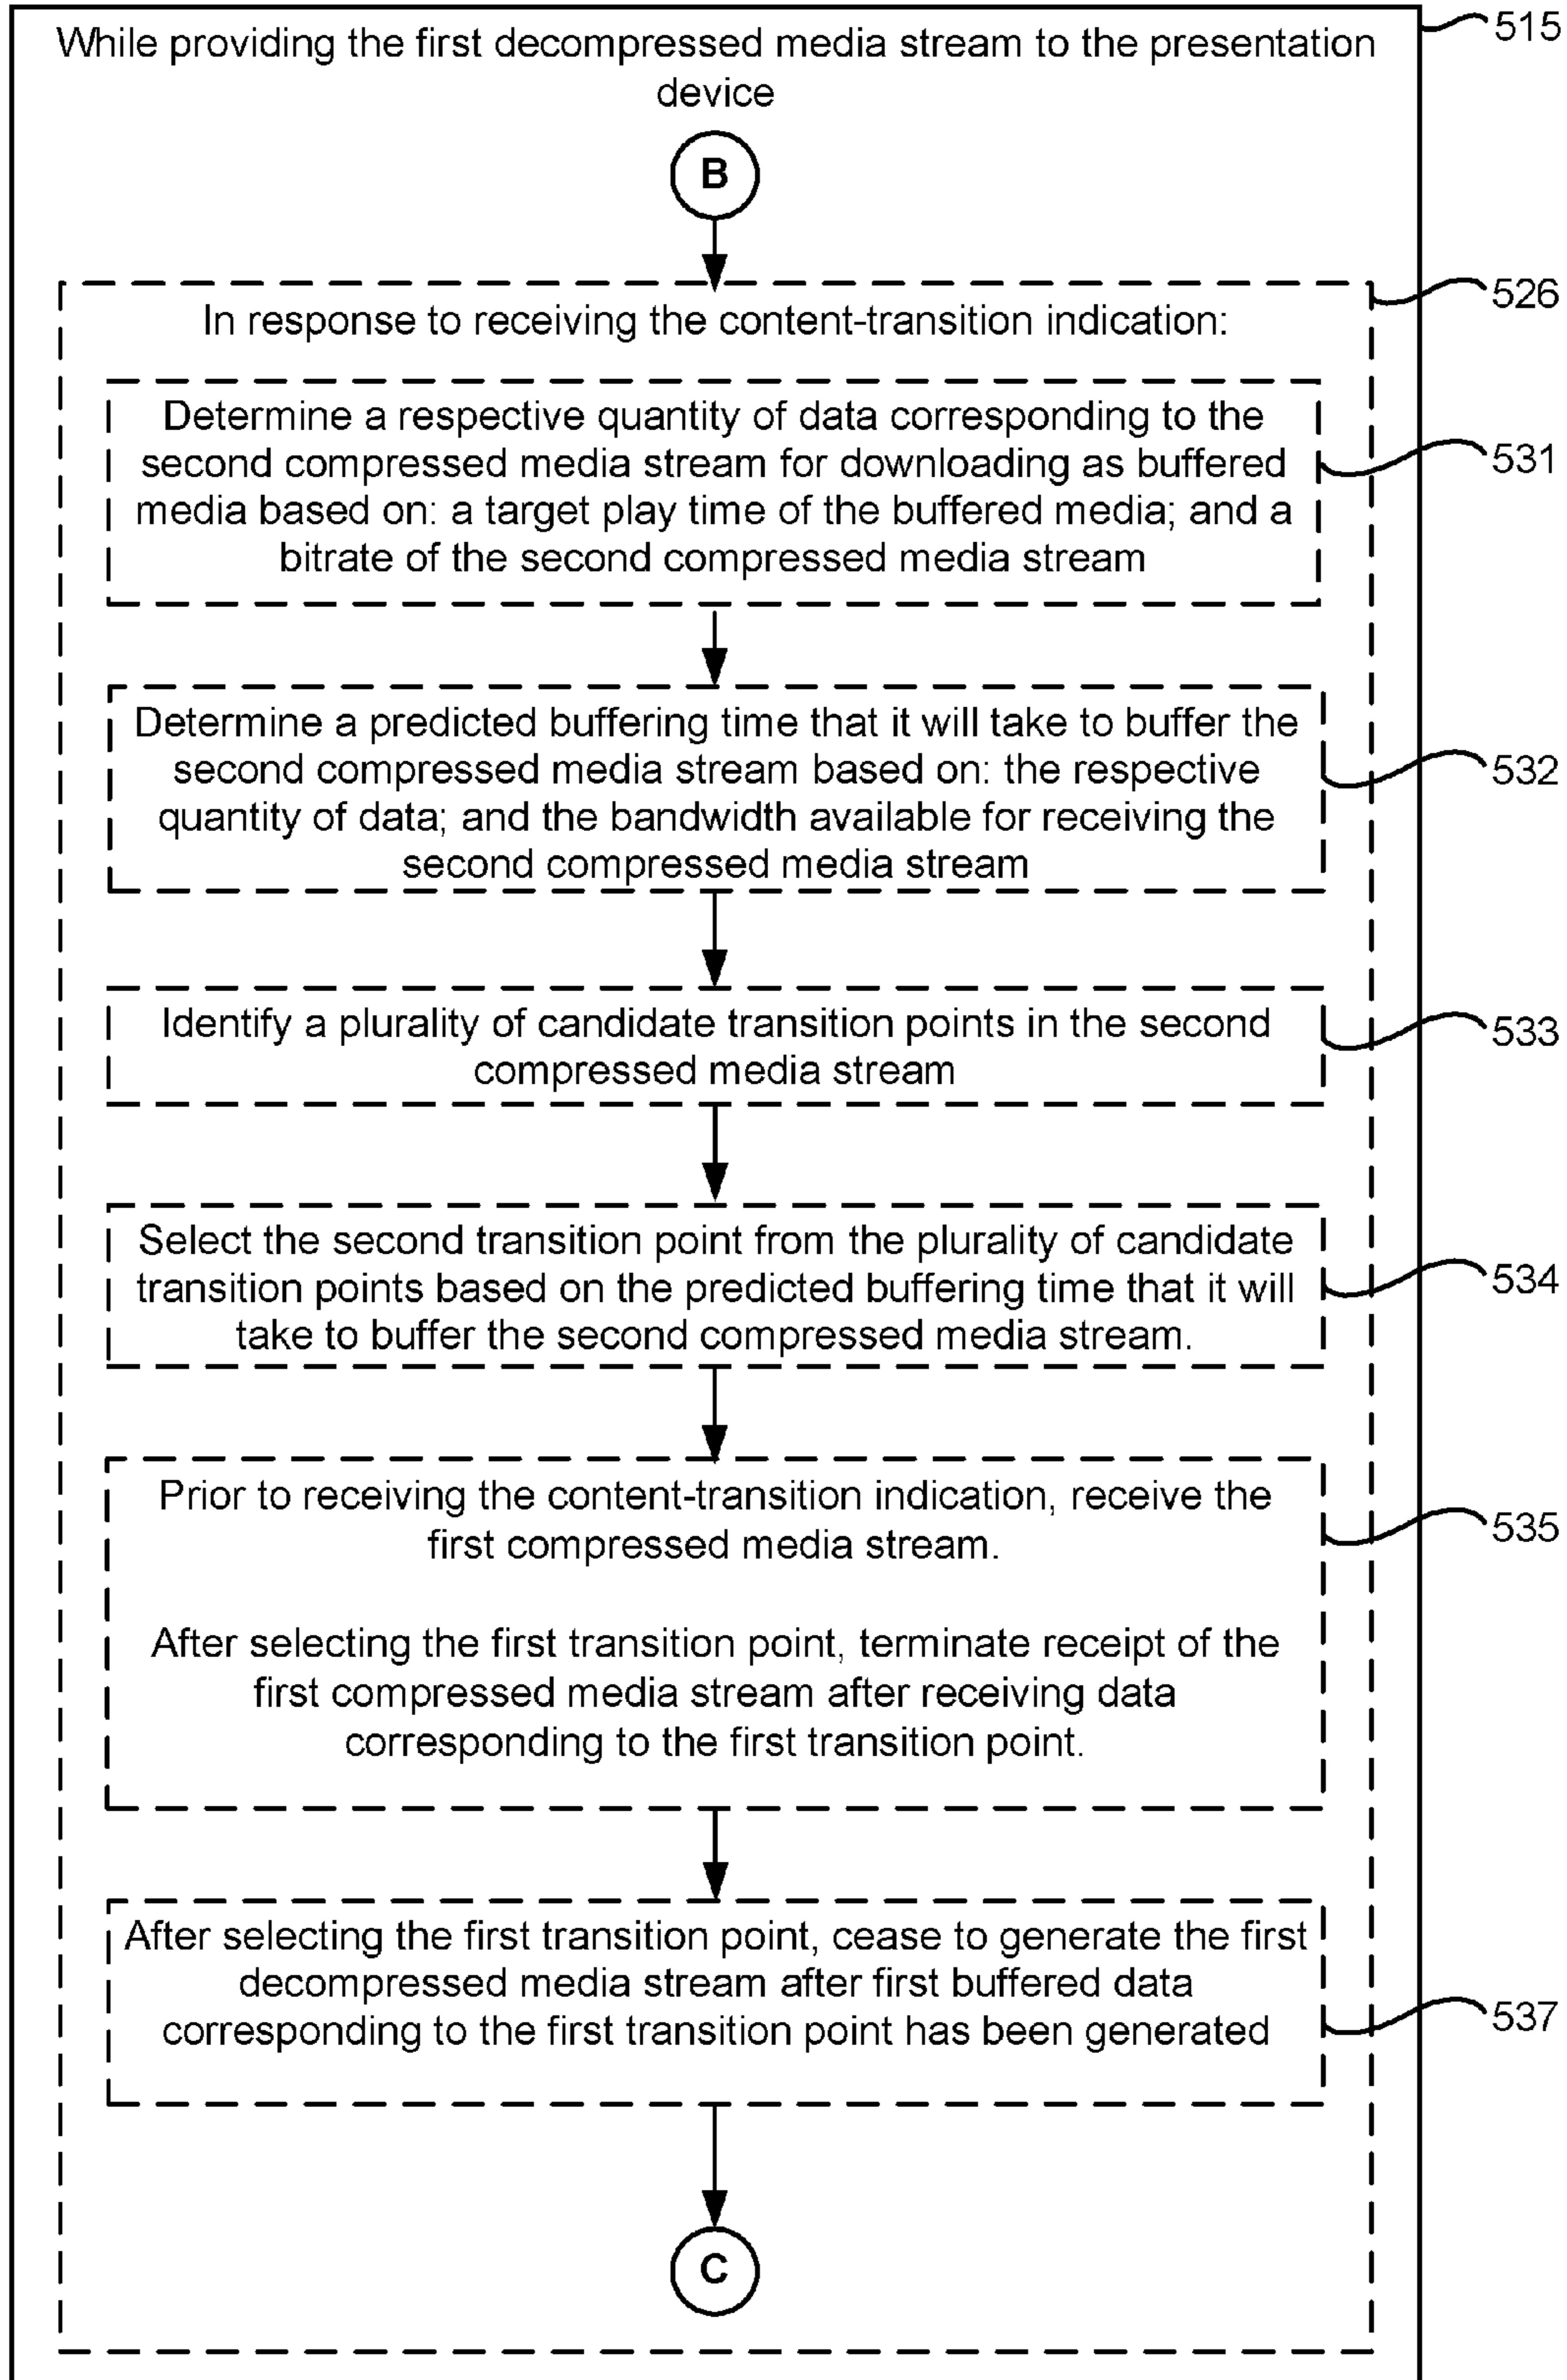 While providing the first decompressed media stream to the presentation
device
515
B
526
In response to receiving the content-transition indication:
Determine a respective quantity of data corresponding to the
second compressed media stream for downloading as buffered
media based on: a target play time of the buffered media; and a
bitrate of the second compressed media stream
531
Determine a predicted buffering time that it will take to buffer the
second compressed media stream based on: the respective
quantity of data; and the bandwidth available for receiving the
second compressed media stream
532
Identify a plurality of candidate transition points in the second
compressed media stream
533
Select the second transition point from the plurality of candidate
transition points based on the predicted buffering time that it will
take to buffer the second compressed media stream.
534
Prior to receiving the content-transition indication, receive the
first compressed media stream.
535
After selecting the first transition point, terminate receipt of the
first compressed media stream after receiving data
corresponding to the first transition point.
After selecting the first transition point, cease to generate the first
decompressed media stream after first buffered data
corresponding to the first transition point has been generated
537
C